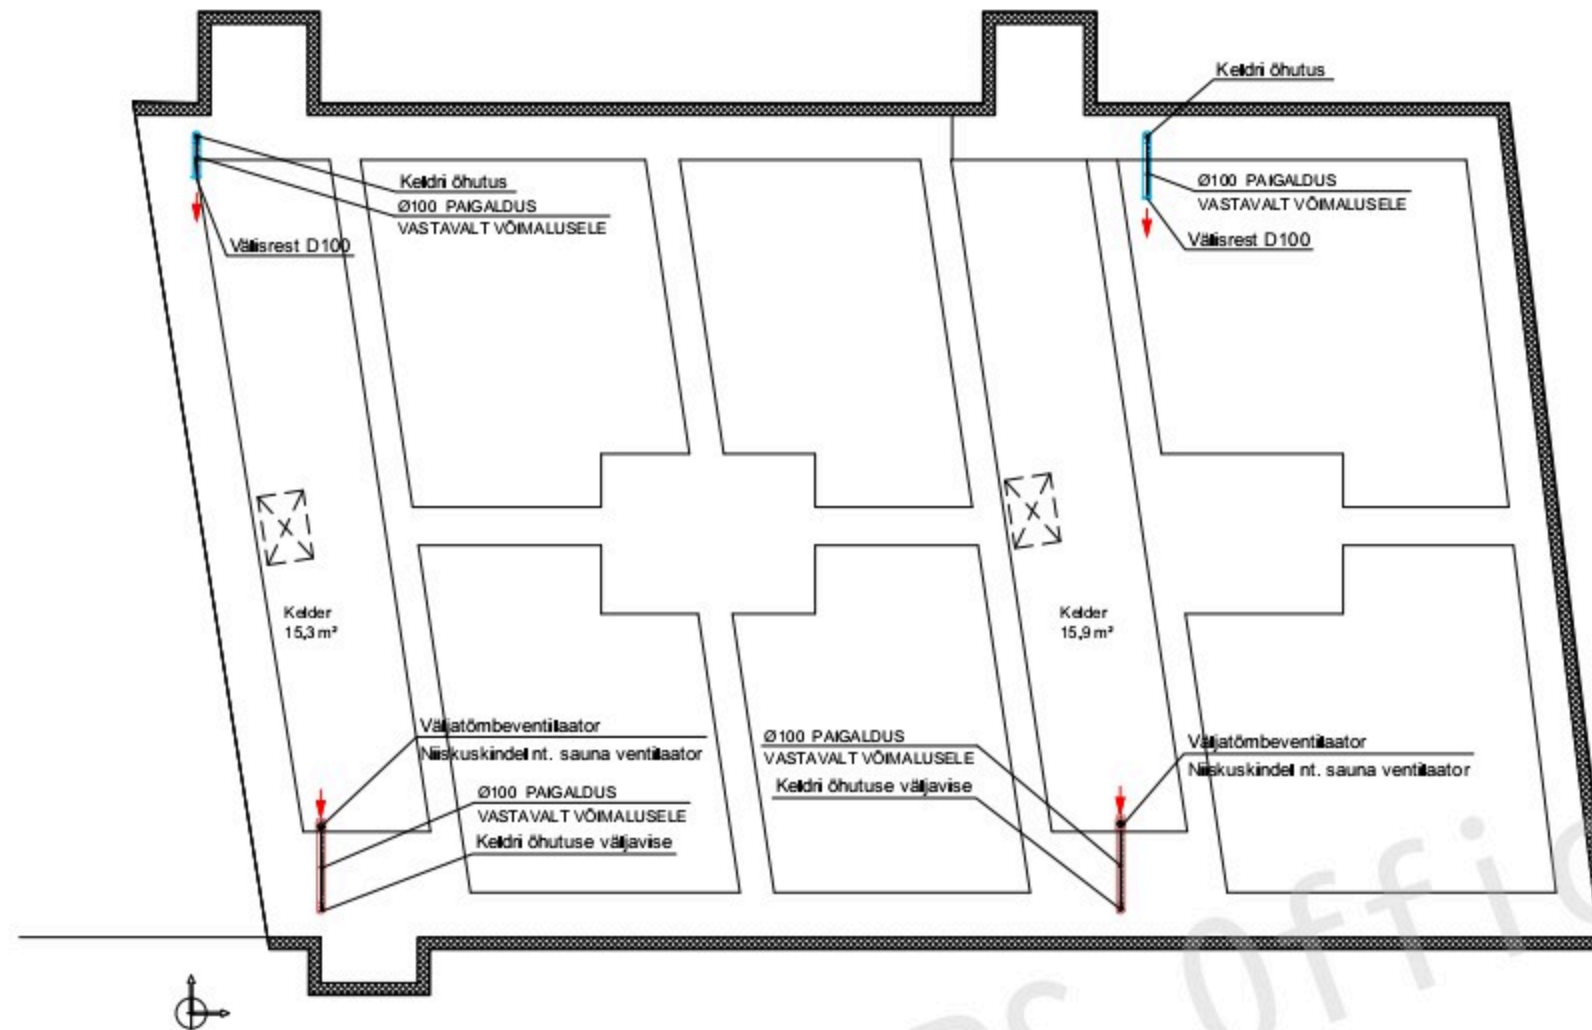 Keldri õhutus
Keldri õhutus
Ø100 PAIGALDUS
VASTAVALT VÕIMALUSELE
Välisrest D100
Ø100 PAIGALDUS
VASTAVALT VÕIMALUSELE
Välisrest D100
Kelder
15,3 m²
Kelder
15,9 m²
Väljatõmbeventilaator
Niiskuskindel nt. sauna ventilaator
Ø100 PAIGALDUS
VASTAVALT VÕIMALUSELE
Keldri õhutuse väljavise
Ø100 PAIGALDUS
VASTAVALT VÕIMALUSELE
Keldri õhutuse väljavise
Väljatõmbeventilaator
Niiskuskindel nt. sauna ventilaator